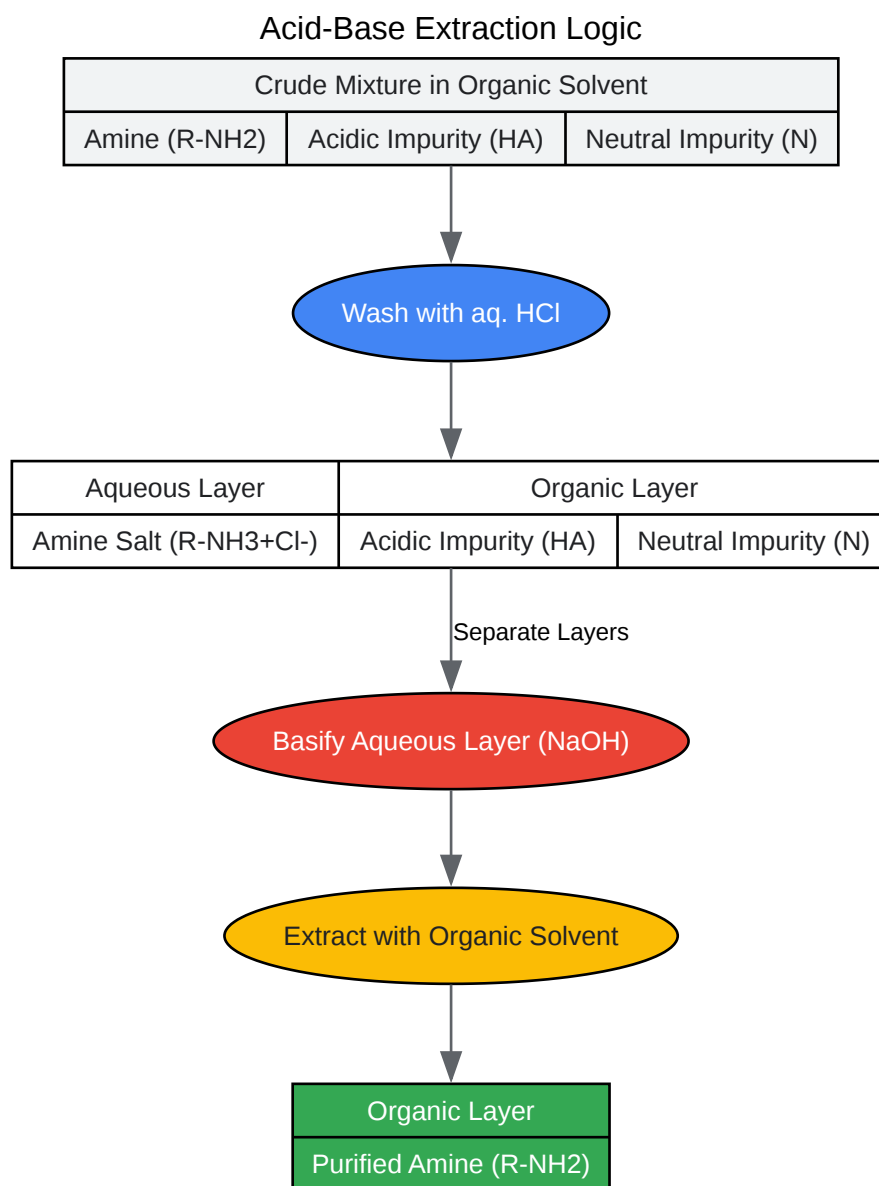 Acid-Base Extraction Logic
Crude Mixture in Organic Solvent
Amine (R-NH2) Acidic Impurity (HA) Neutral Impurity (N)
Wash with aq. HCl
Aqueous Layer Organic Layer
Amine Salt (R-NH3+Cl-) Acidic Impurity (HA) Neutral Impurity (N)
Separate Layers
Basify Aqueous Layer (NaOH)
Extract with Organic Solvent
Organic Layer
Purified Amine (R-NH2)